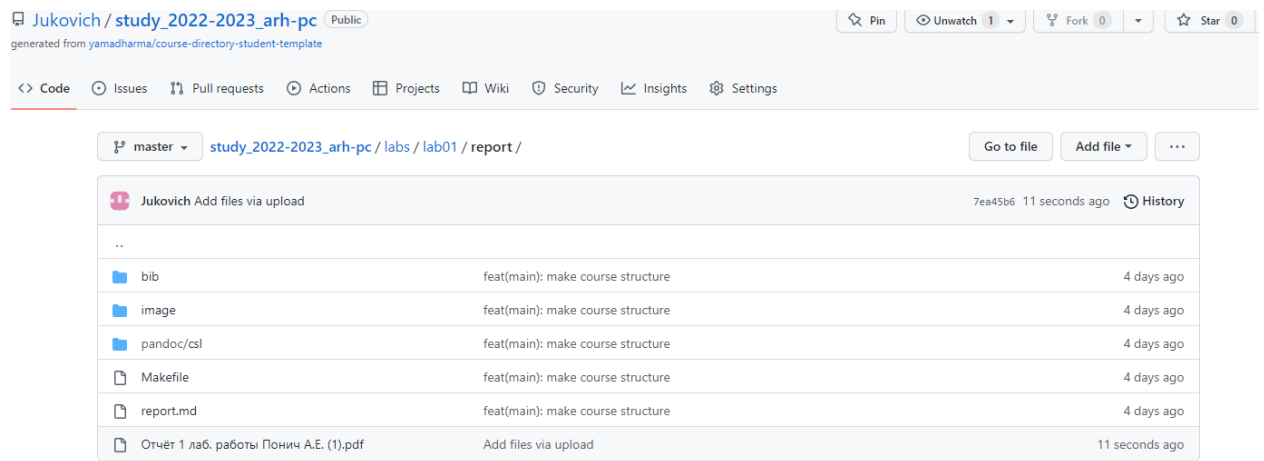 Jukovich / study_2022-2023_arh-pc Public Pin Unwatch 1 Fork 0 Star 0
generated from yamadharma/course-directory-student-template
<> Code Issues Pull requests Actions Projects Wiki Security Insights Settings
master study_2022-2023_arh-pc / labs / lab01 / report / Go to file Add file ...
Jukovich Add files via upload 7ea45b6 11 seconds ago History
..
bib feat(main): make course structure 4 days ago
image feat(main): make course structure 4 days ago
pandoc/csl feat(main): make course structure 4 days ago
Makefile feat(main): make course structure 4 days ago
report.md feat(main): make course structure 4 days ago
Отчёт 1 лаб. работы Понич А.Е. (1).pdf Add files via upload 11 seconds ago